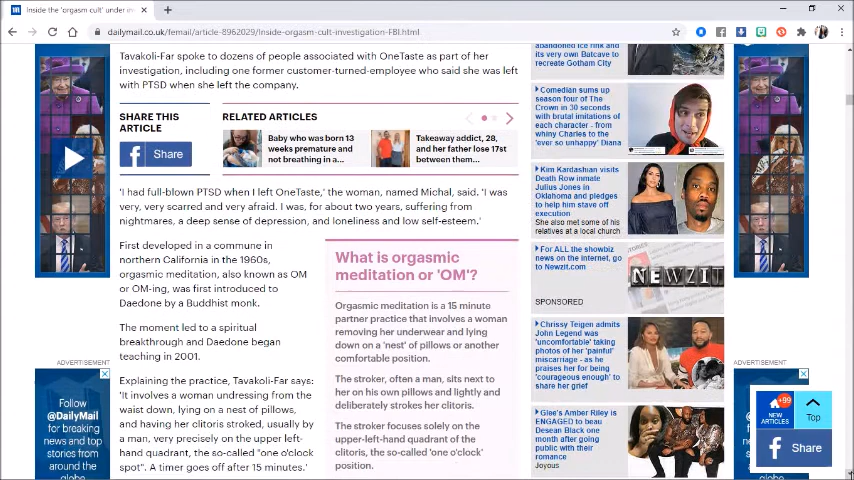 Inside the 'orgasm cult' under in
dailymail.co.uk/femail/article-8962029/Inside-orgasm-cult-investigation-FBI.html
Tavakoli-Far spoke to dozens of people associated with OneTaste as part of her
investigation, including one former customer-turned-employee who said she was left
with PTSD when she left the company.
SHARE THIS
ARTICLE
Share
RELATED ARTICLES
Baby who was born 13
weeks premature and
not breathing in a...
Takeaway addict, 28,
and her father lose 17st
between them...
'I had full-blown PTSD when I left OneTaste,' the woman, named Michal, said. 'I was
very, very scarred and very afraid. I was, for about two years, suffering from
nightmares, a deep sense of depression, and loneliness and low self-esteem.'
First developed in a commune in
northern California in the 1960s,
orgasmic meditation, also known as OM
or OM-ing, was first introduced to
Daedone by a Buddhist monk.
The moment led to a spiritual
breakthrough and Daedone began
teaching in 2001.
Explaining the practice, Tavakoli-Far says:
'It involves a woman undressing from the
waist down, lying on a nest of pillows,
and having her clitoris stroked, usually by
a man, very precisely on the upper left-
hand quadrant, the so-called "one o'clock
spot". A timer goes off after 15 minutes.'
What is orgasmic
meditation or 'OM'?
Orgasmic meditation is a 15 minute
partner practice that involves a woman
removing her underwear and lying
down on a 'nest' of pillows or another
comfortable position.
The stroker, often a man, sits next to
her on his own pillows and lightly and
deliberately strokes her clitoris.
The stroker focuses solely on the
upper-left-hand quadrant of the
clitoris, the so-called 'one o'clock'
position.
abandoned ice rink and
its very own Batcave to
recreate Gotham City
Comedian sums up
season four of The
Crown in 30 seconds
with brutal imitations of
each character - from
whiny Charles to the
'ever so unhappy' Diana
Kim Kardashian visits
Death Row inmate
Julius Jones in
Oklahoma and pledges
to help him stave off
execution
She also met some of his
relatives at a local church
For ALL the showbiz
news on the internet, go
to Newzit.com
SPONSORED
NEWZIT
Chrissy Teigen admits
John Legend was
'uncomfortable' taking
photos of her 'painful'
miscarriage - as he
praises her for being
'courageous enough' to
share her grief
Glee's Amber Riley is
ENGAGED to beau
Desean Black one
month after going
public with their
romance
Joyous
ADVERTISEMENT
Follow
@DailyMail
for breaking
news and top
stories from
around the
globe
ADVERTISEMENT
Follow
@DailyM
for break
news and
stories fr
around t
globe
+99
NEW
ARTICLES
Top
Share